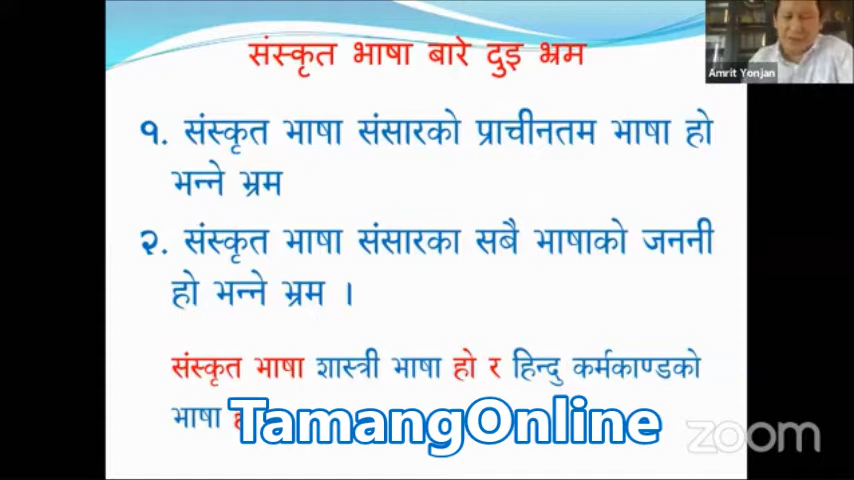 संस्कृत भाषा बारे दुइ भ्रम
Amrit Yonjan
१. संस्कृत भाषा संसारको प्राचीनतम भाषा हो
भन्ने भ्रम
२. संस्कृत भाषा संसारका सबै भाषाको जननी
हो भन्ने भ्रम ।
संस्कृत भाषा शास्त्री भाषा हो र हिन्दु कर्मकाण्डको
भाषा
TamangOnline
zoom